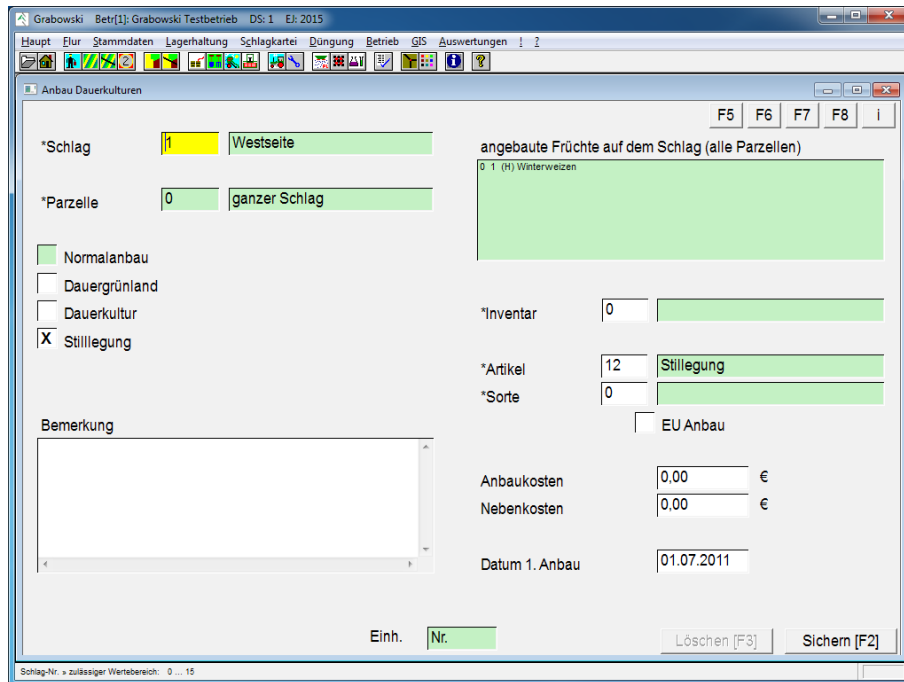 Grabowski Betr[1]: Grabowski Testbetrieb DS: 1 EJ: 2015
Haupt Flur Stammdaten Lagerhaltung Schlagkartei Düngung Betrieb GIS Auswertungen ! ?
Anbau Dauerkulturen
F5 F6 F7 F8 i
*Schlag 1 Westseite
*Parzelle 0 ganzer Schlag
Normalanbau
Dauergrünland
Dauerkultur
X Stilllegung
Bemerkung
angebaute Früchte auf dem Schlag (alle Parzellen)
0 1 (H) Winterweizen
*Inventar 0
*Artikel 12 Stillegung
*Sorte 0
EU Anbau
Anbaukosten 0,00 €
Nebenkosten 0,00 €
Datum 1. Anbau 01.07.2011
Einh. Nr.
Löschen [F3] Sichern [F2]
Schlag-Nr. » zulässiger Wertebereich: 0 ... 15